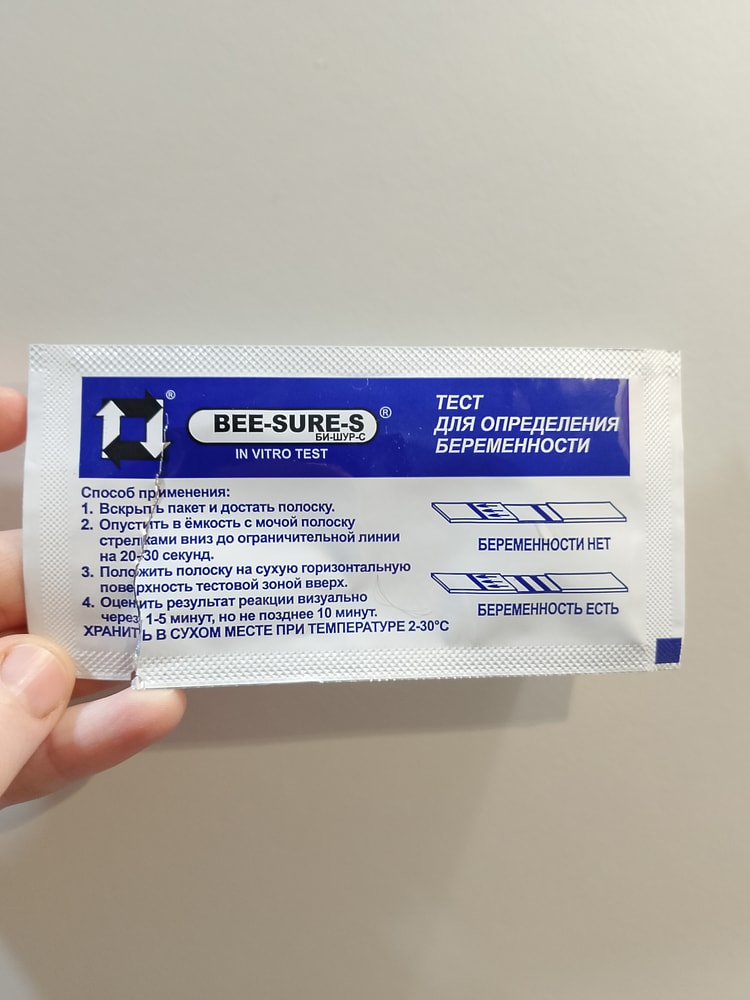 ®
BEE-SURE-S ®
БИ-ШУР-С
IN VITRO TEST
ТЕСТ
ДЛЯ ОПРЕДЕЛЕНИЯ
БЕРЕМЕННОСТИ
Способ применения:
1. Вскрыть пакет и достать полоску.
2. Опустить в ёмкость с мочой полоску
стрелками вниз до ограничительной линии
на 20-30 секунд.
3. Положить полоску на сухую горизонтальную
поверхность тестовой зоной вверх.
4. Оценить результат реакции визуально
через 1-5 минут, но не позднее 10 минут.
ХРАНИТЬ В СУХОМ МЕСТЕ ПРИ ТЕМПЕРАТУРЕ 2-30°C
БЕРЕМЕННОСТИ НЕТ
БЕРЕМЕННОСТЬ ЕСТЬ